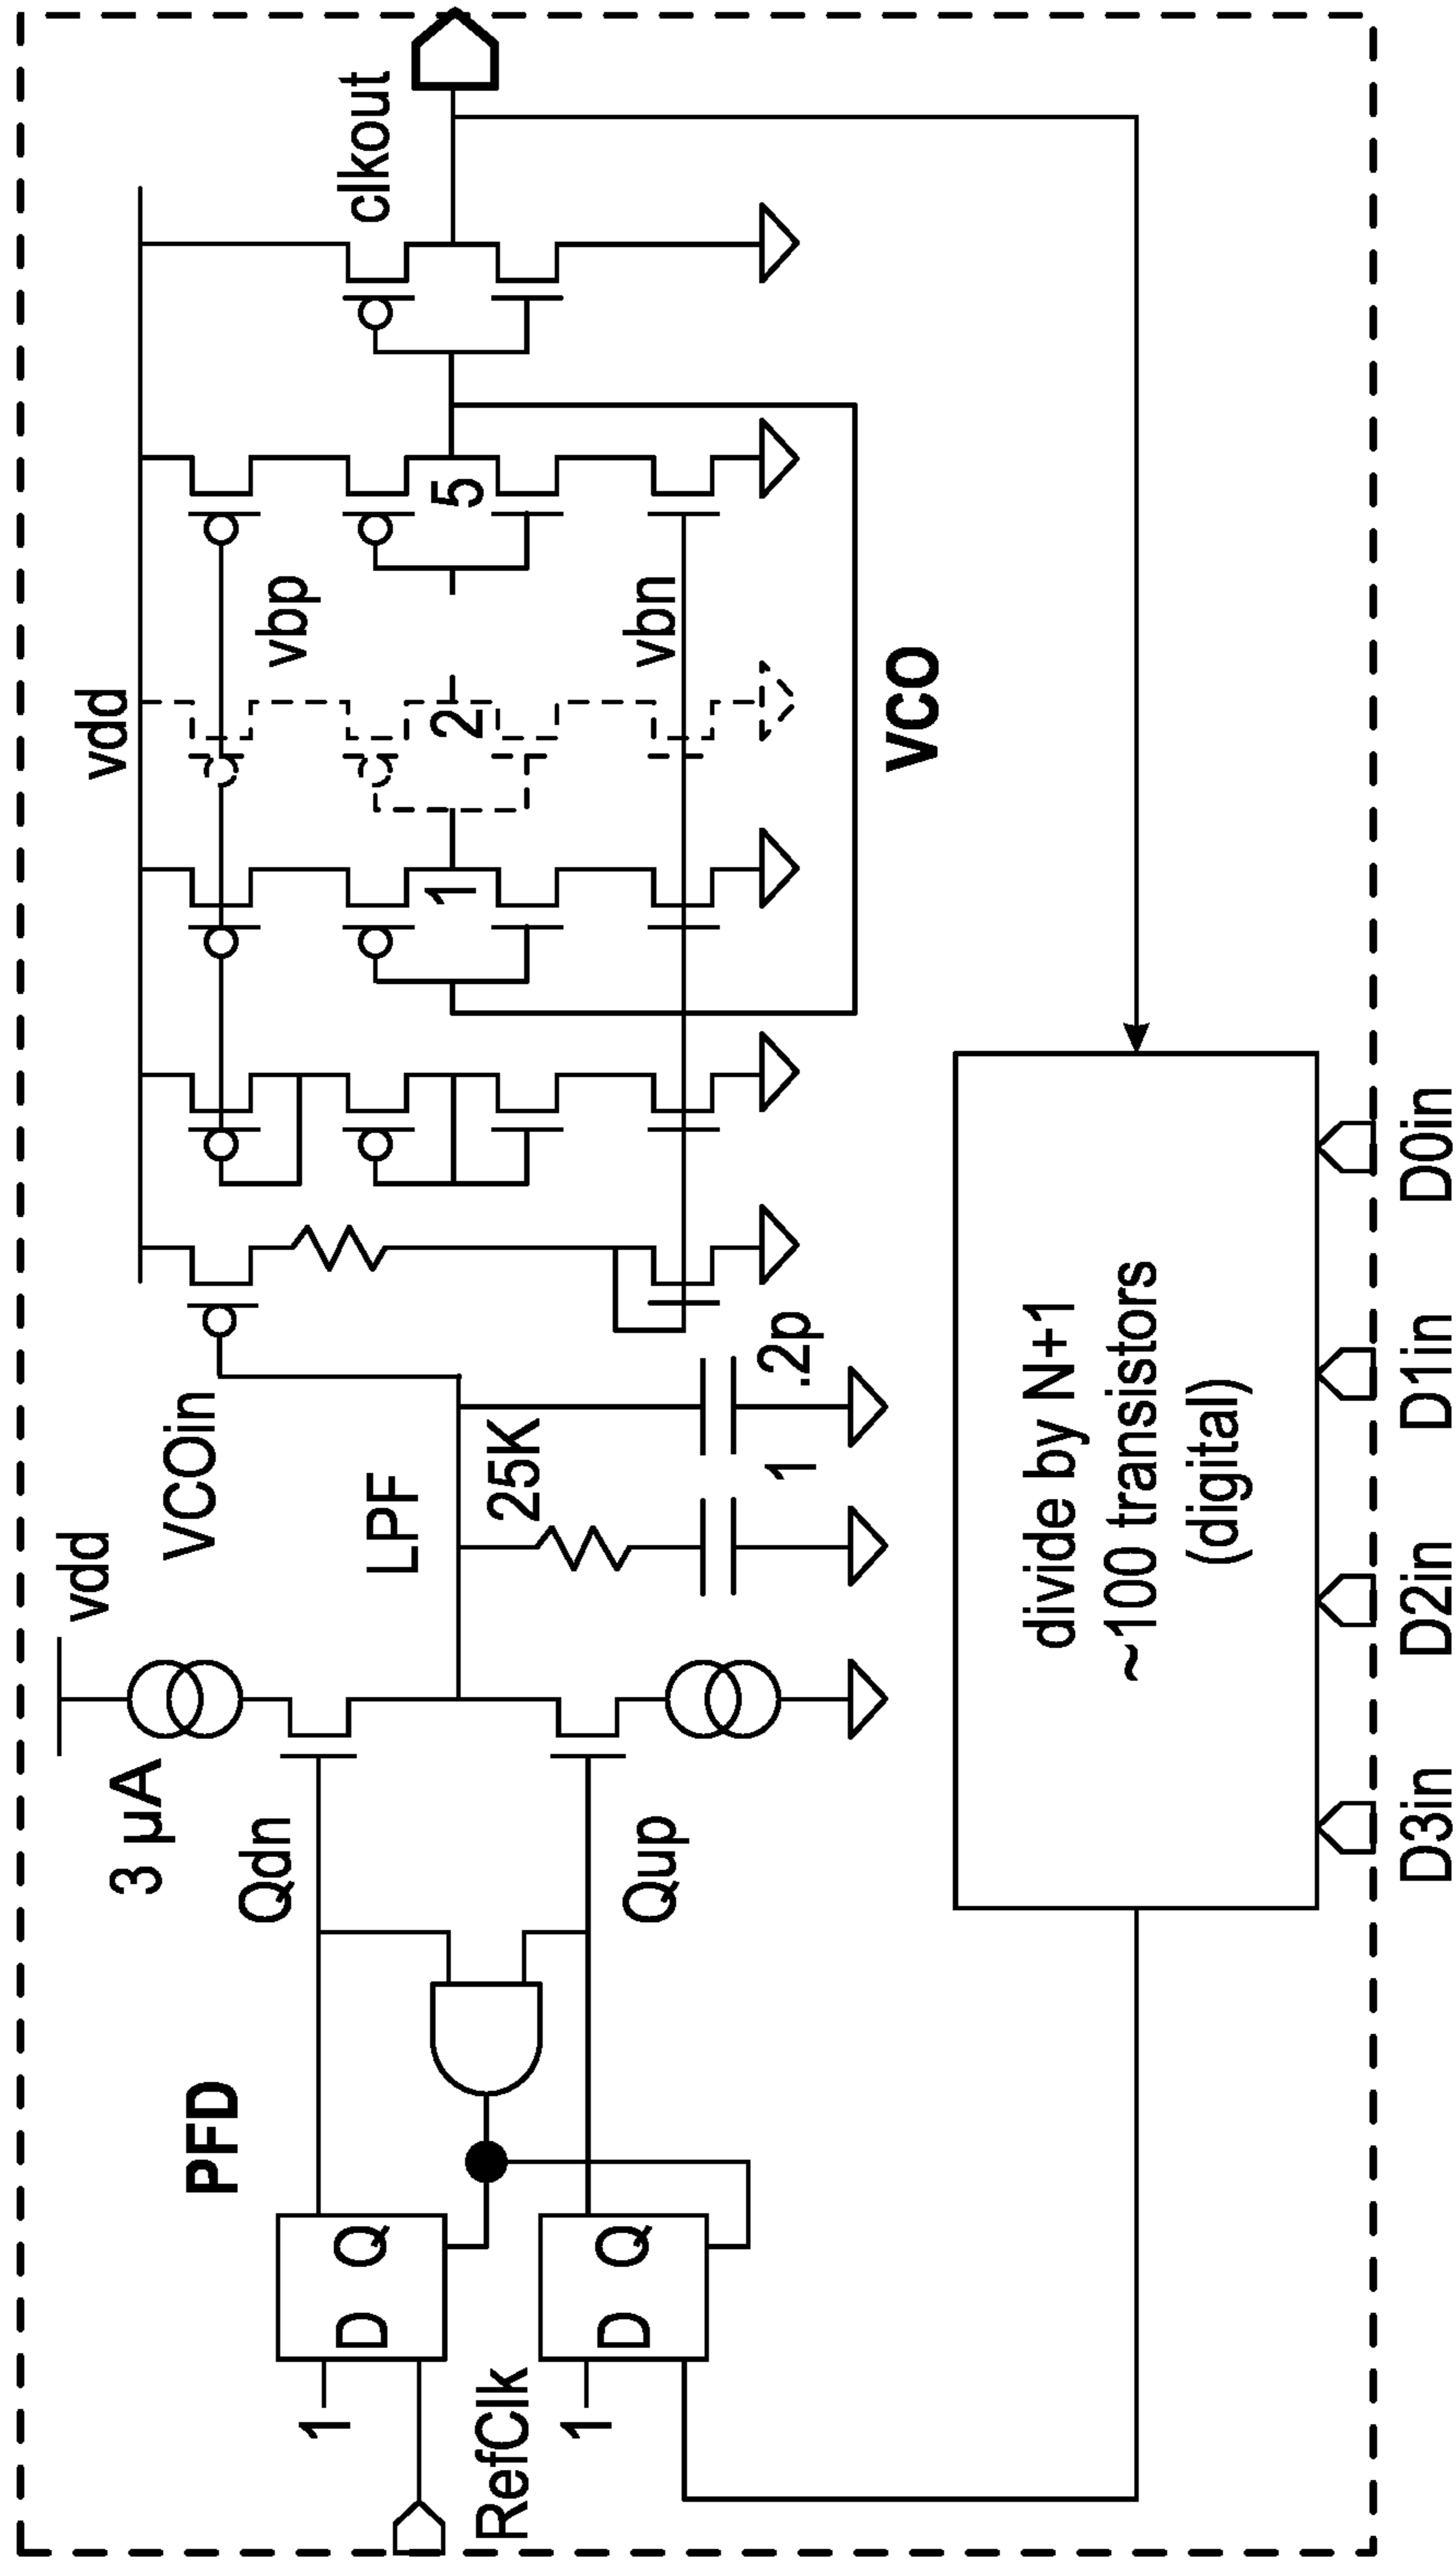 vdd
vdd
3 µA
VCOin
clkout
PFD
Qdn
LPF
vbp
25K
1
2
5
D Q
1
RefClk
Qup
1
.2p
vbn
D Q
1
VCO
divide by N+1
~100 transistors
(digital)
D3in
D2in
D1in
D0in